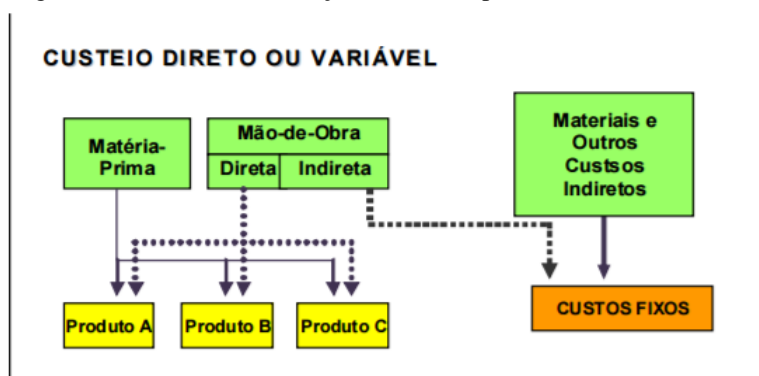 CUSTEIO DIRETO OU VARIÁVEL
Matéria-
Prima
Mão-de-Obra
Direta
Indireta
Materiais e
Outros
Custsos
Indiretos
Produto A
Produto B
Produto C
CUSTOS FIXOS